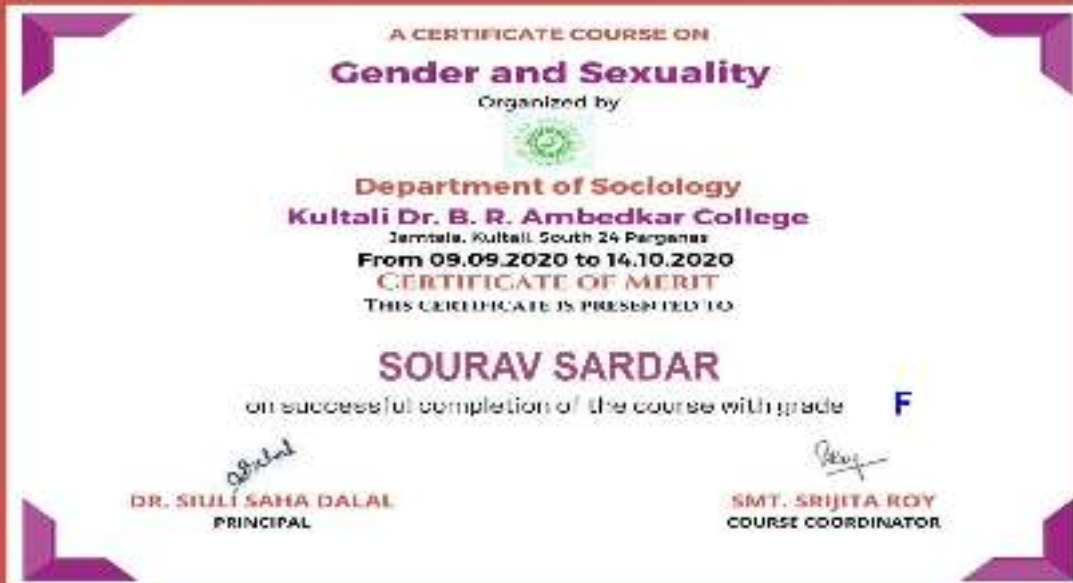 A CERTIFICATE COURSE ON
Gender and Sexuality
Organized by
Department of Sociology
Kultali Dr. B. R. Ambedkar College
Jamtala, Kultali, South 24 Parganas
From 09.09.2020 to 14.10.2020
CERTIFICATE OF MERIT
THIS CERTIFICATE IS PRESENTED TO
SOURAV SARDAR
on successful completion of the course with grade F
DR. SIULI SAHA DALAL
PRINCIPAL
SMT. SRIJITA ROY
COURSE COORDINATOR